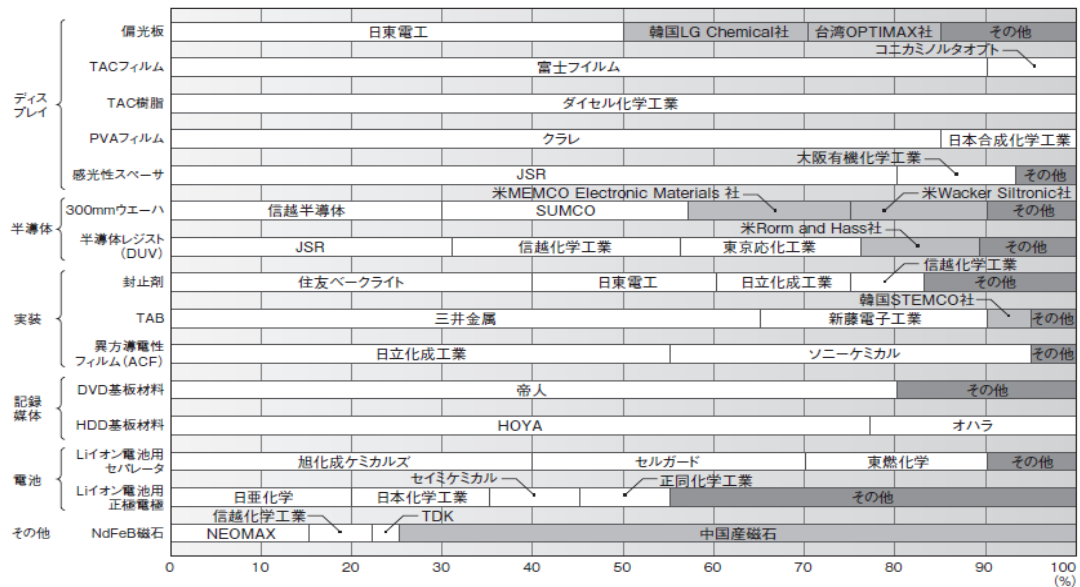 偏光板 日東電工 韓国LG Chemical社 台湾OPTIMAX社 その他
コニカミノルタオプト
TACフィルム 富士フイルム
ディス
プレイ
TAC樹脂 ダイセル化学工業
PVAフィルム クラレ 日本合成化学工業
大阪有機化学工業
感光性スペーサ JSR その他
米MEMCO Electronic Materials 社 米Wacker Siltronic社
半導体
300mmウエーハ 信越半導体 SUMCO その他
米Rorm and Hass社
半導体レジスト
(DUV)
JSR 信越化学工業 東京応化工業 その他
信越化学工業
封止剤 住友ベークライト 日東電工 日立化成工業 その他
韓国STEMCO社
実装 TAB 三井金属 新藤電子工業 その他
異方導電性
フィルム(ACF)
日立化成工業 ソニーケミカル その他
記録
媒体
DVD基板材料 帝人 その他
HDD基板材料 HOYA オハラ
電池
Liイオン電池用
セパレータ
旭化成ケミカルズ セルガード 東燃化学 その他
セイミケミカル 正同化学工業
Liイオン電池用
正極電極
日亜化学 日本化学工業 その他
信越化学工業 TDK
その他 NdFeB磁石 NEOMAX 中国産磁石
0 10 20 30 40 50 60 70 80 90 100
(%)